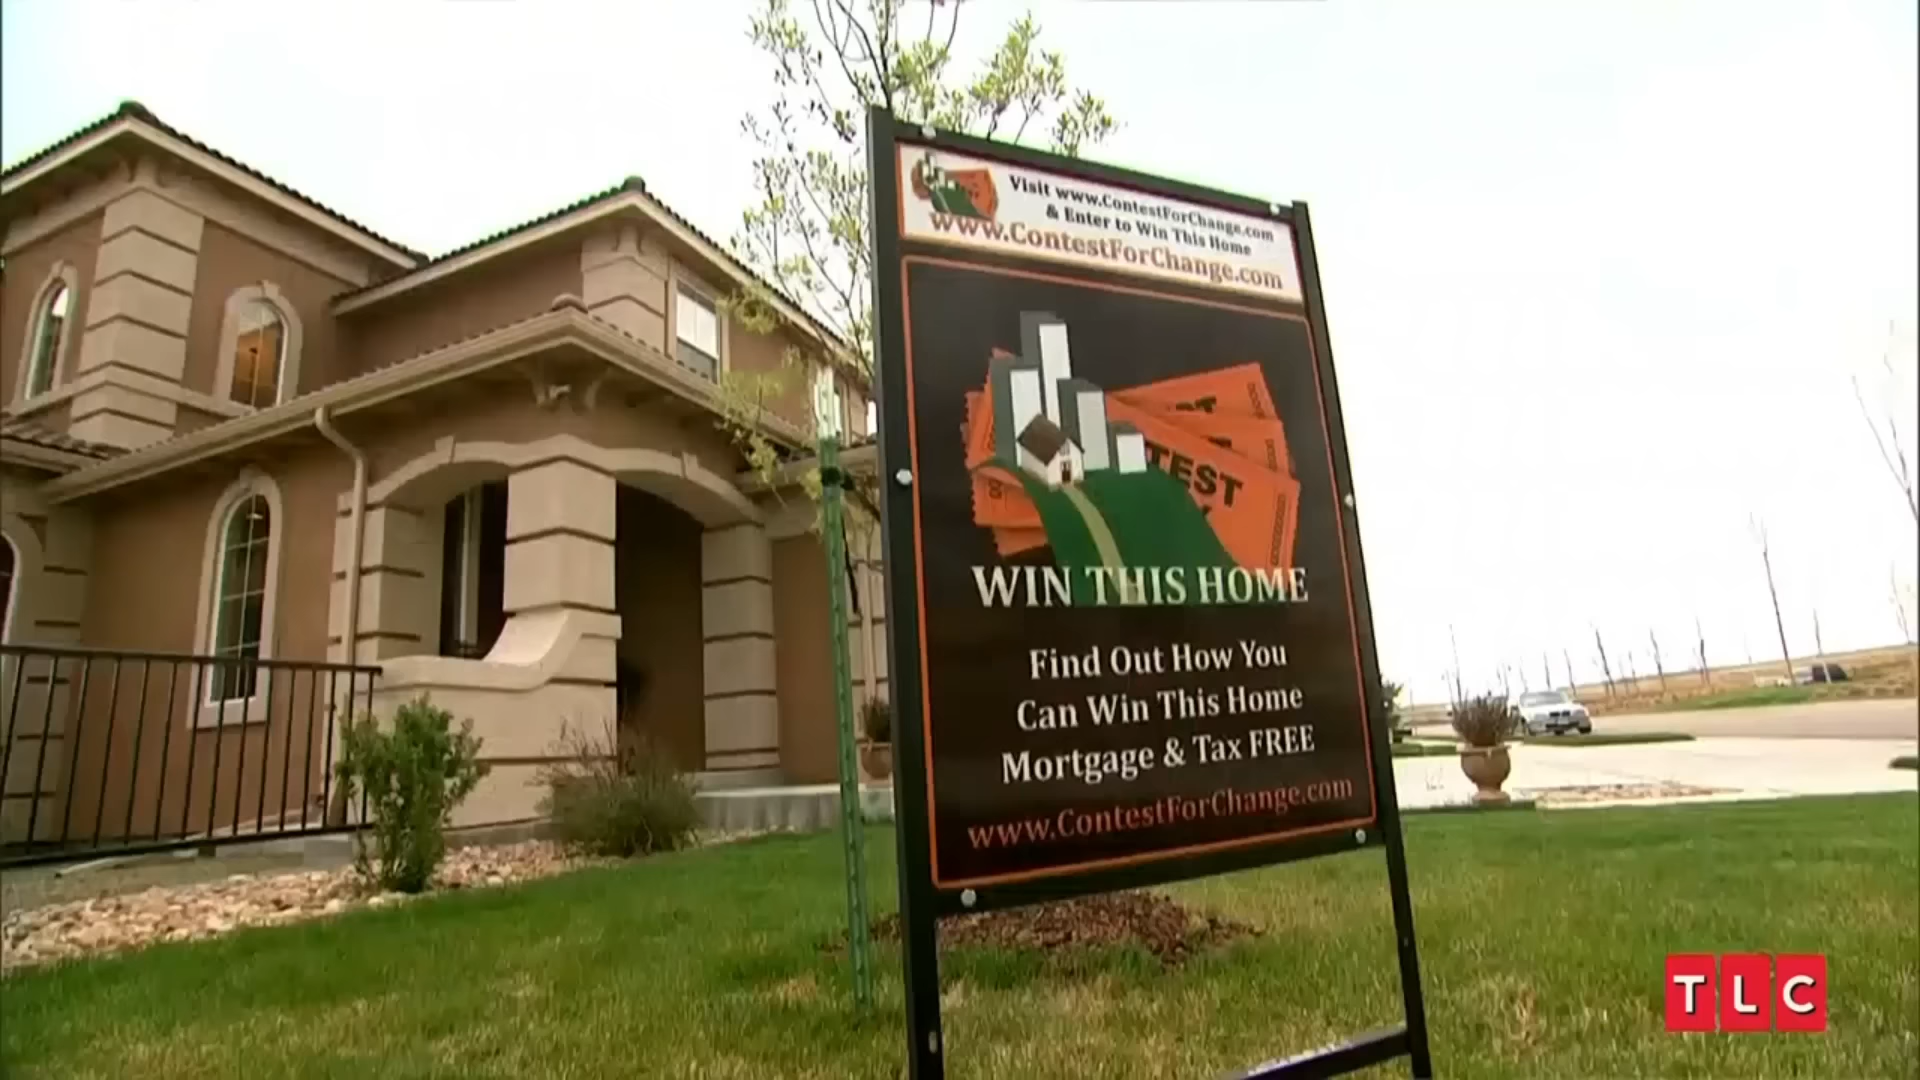 Visit www.ContestForChange.com
& Enter to Win This Home
www.ContestForChange.com
TEST
WIN THIS HOME
Find Out How You
Can Win This Home
Mortgage & Tax FREE
www.ContestForChange.com
TLC